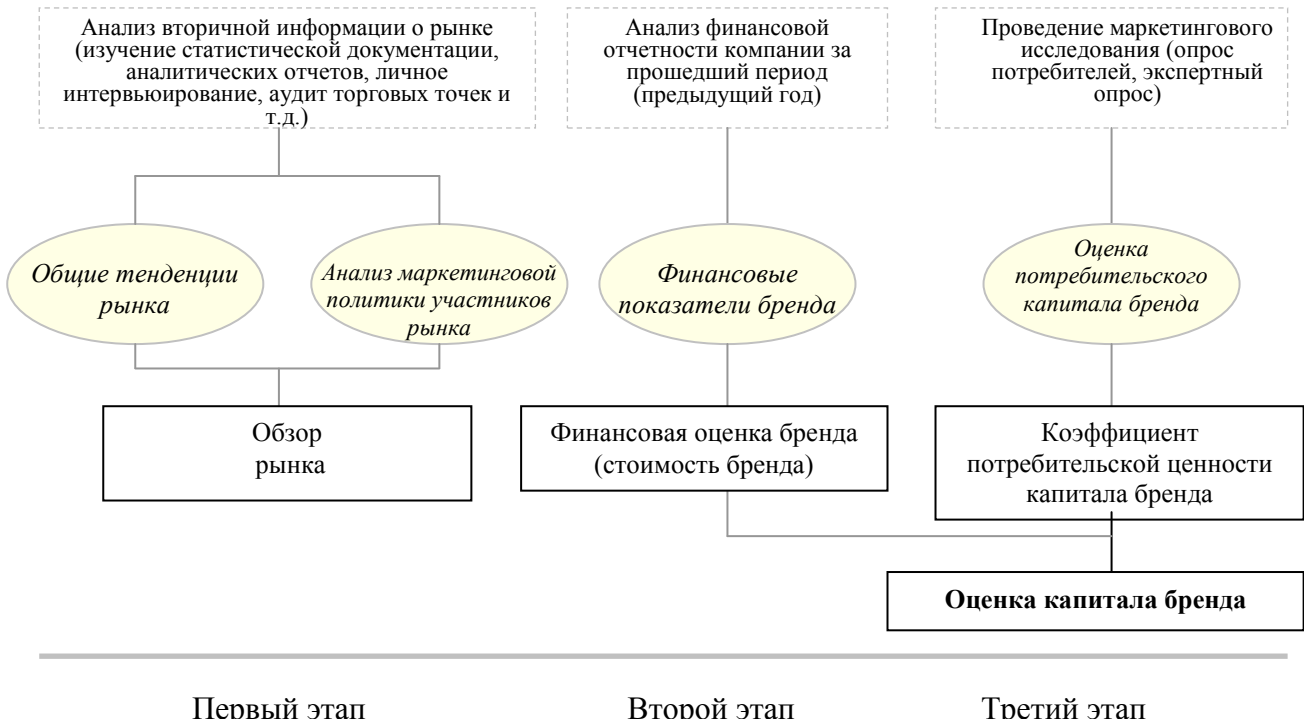 Анализ вторичной информации о рынке
(изучение статистической документации,
аналитических отчетов, личное
интервьюирование, аудит торговых точек и
т.д.)
Анализ финансовой
отчетности компании за
прошедший период
(предыдущий год)
Проведение маркетингового
исследования (опрос
потребителей, экспертный
опрос)
Общие тенденции
рынка
Анализ маркетинговой
политики участников
рынка
Финансовые
показатели бренда
Оценка
потребительского
капитала бренда
Обзор
рынка
Финансовая оценка бренда
(стоимость бренда)
Коэффициент
потребительской ценности
капитала бренда
Оценка капитала бренда
Первый этап
Второй этап
Третий этап